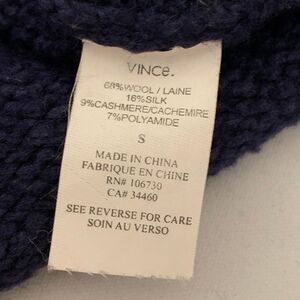 VINCe.
68%WOOL / LAINE
16%SILK
9%CASHMERE/CACHEMIRE
7%POLYAMIDE
S
MADE IN CHINA
FABRIQUE EN CHINE
RN# 106730
CA# 34460
SEE REVERSE FOR CARE
SOIN AU VERSO